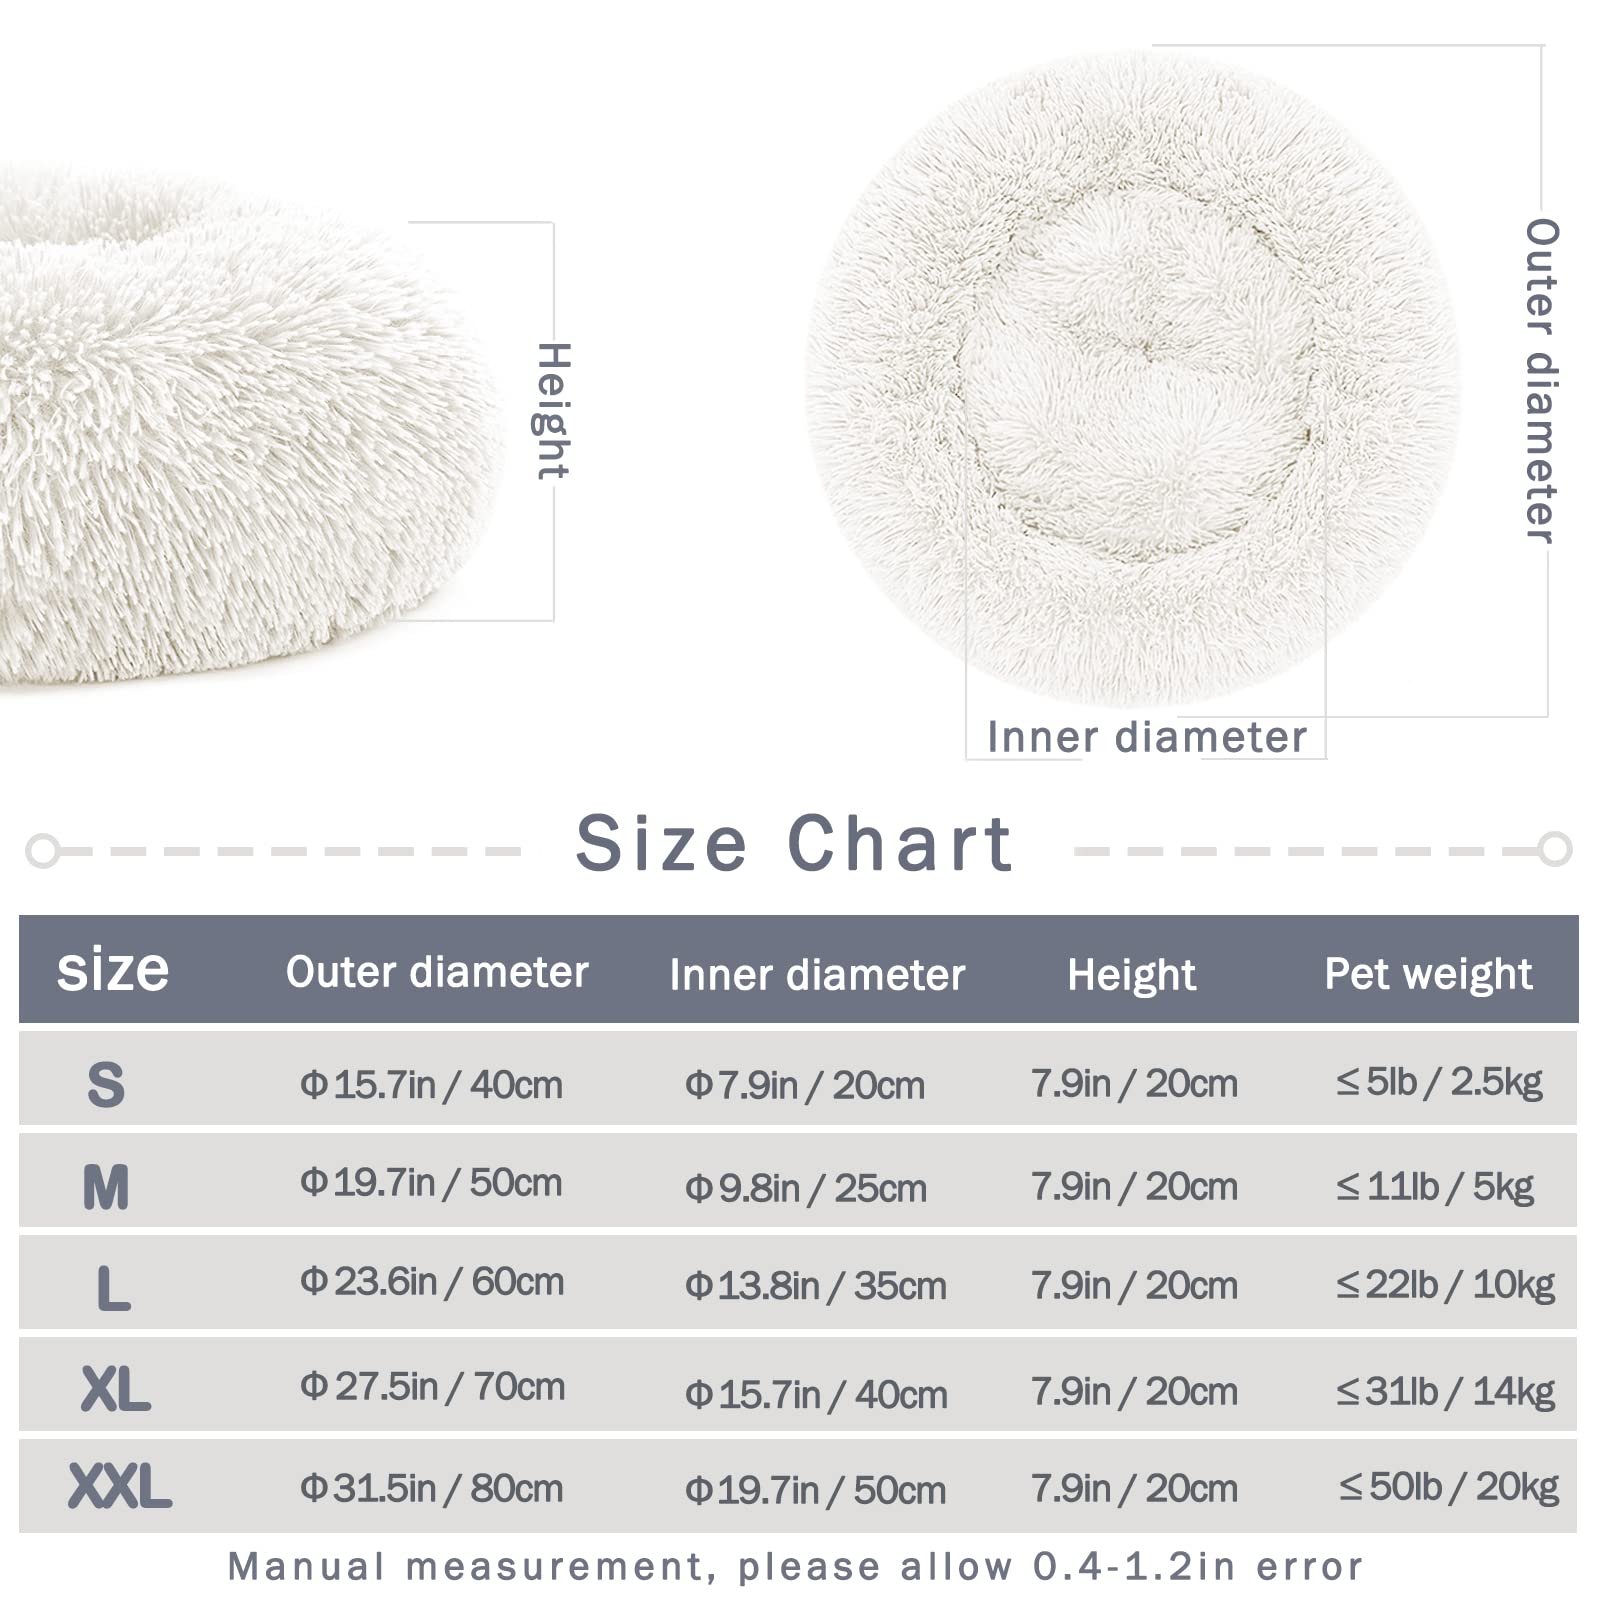 Height
Outer diameter
Inner diameter
Size Chart
size Outer diameter Inner diameter Height Pet weight
S Φ15.7in / 40cm Φ7.9in / 20cm 7.9in / 20cm ≤5lb / 2.5kg
M Φ19.7in / 50cm Φ9.8in / 25cm 7.9in / 20cm ≤11lb / 5kg
L Φ23.6in / 60cm Φ13.8in / 35cm 7.9in / 20cm ≤22lb / 10kg
XL Φ27.5in / 70cm Φ15.7in / 40cm 7.9in / 20cm ≤31lb / 14kg
XXL Φ31.5in / 80cm Φ19.7in / 50cm 7.9in / 20cm ≤50lb / 20kg
Manual measurement, please allow 0.4-1.2in error